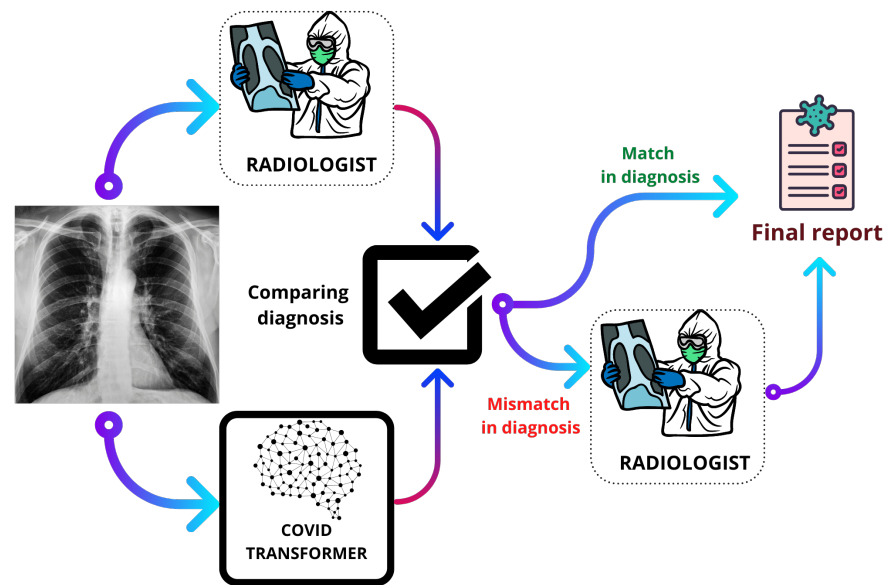 RADIOLOGIST
Match
in diagnosis
Final report
Comparing
diagnosis
Mismatch
in diagnosis
RADIOLOGIST
COVID
TRANSFORMER